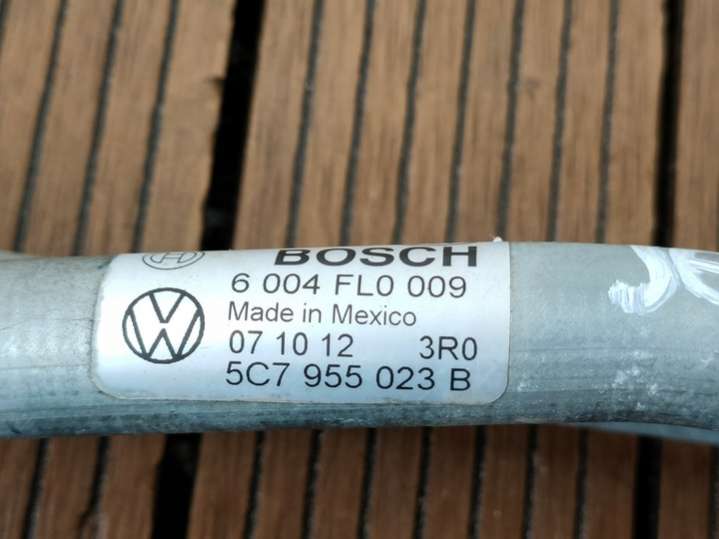 BOSCH
6 004 FL0 009
Made in Mexico
07 10 12 3R0
5C7 955 023 B